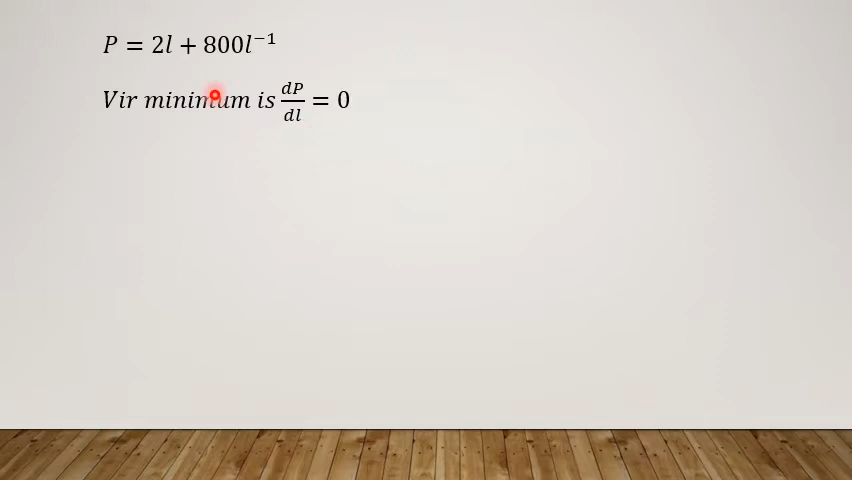 P = 2l + 800l⁻¹
Vir minimum is dP/dl = 0